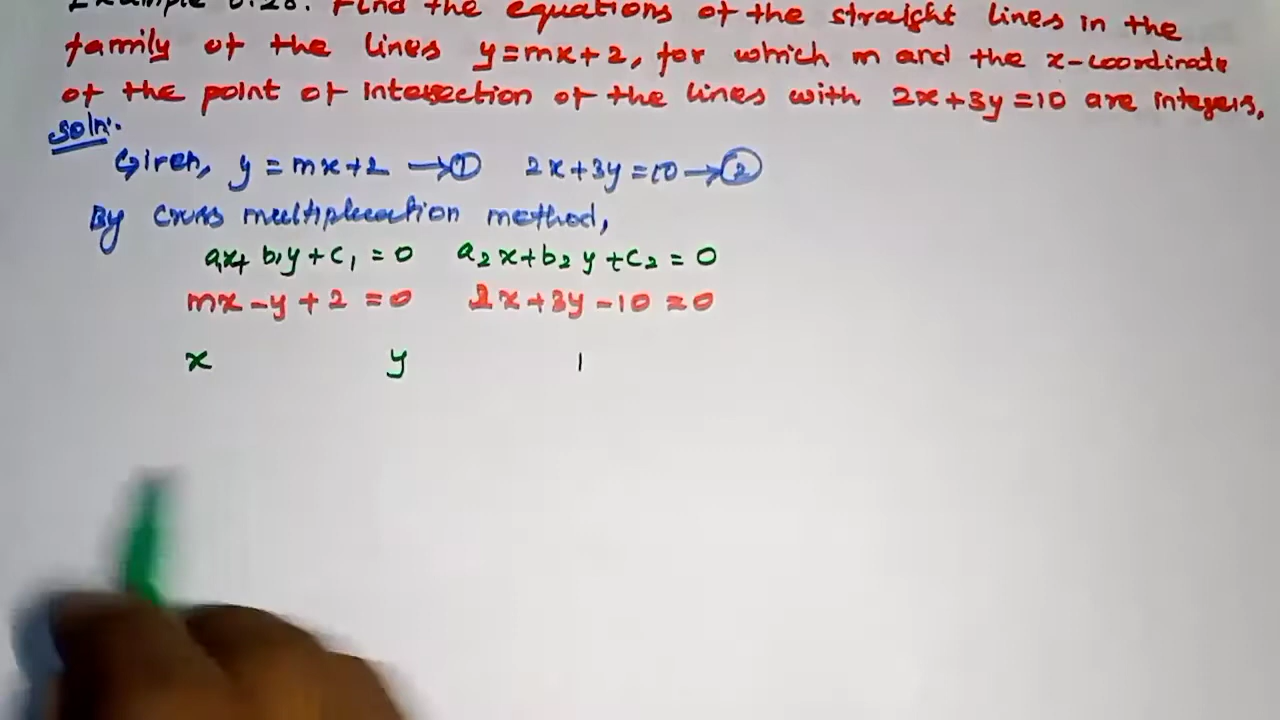 Example 6.26: Find the equations of the straight lines in the
family of the lines y=mx+2, for which m and the x-coordinate
of the point of intersection of the lines with 2x+3y=10 are integers.
Soln:
Given, y = mx+2 → ① 2x+3y=10 → ②
By cross multiplication method,
a₁x+ b₁y + c₁ = 0 a₂x+b₂y+c₂ = 0
mx - y + 2 = 0 2x+3y-10 = 0
x y 1